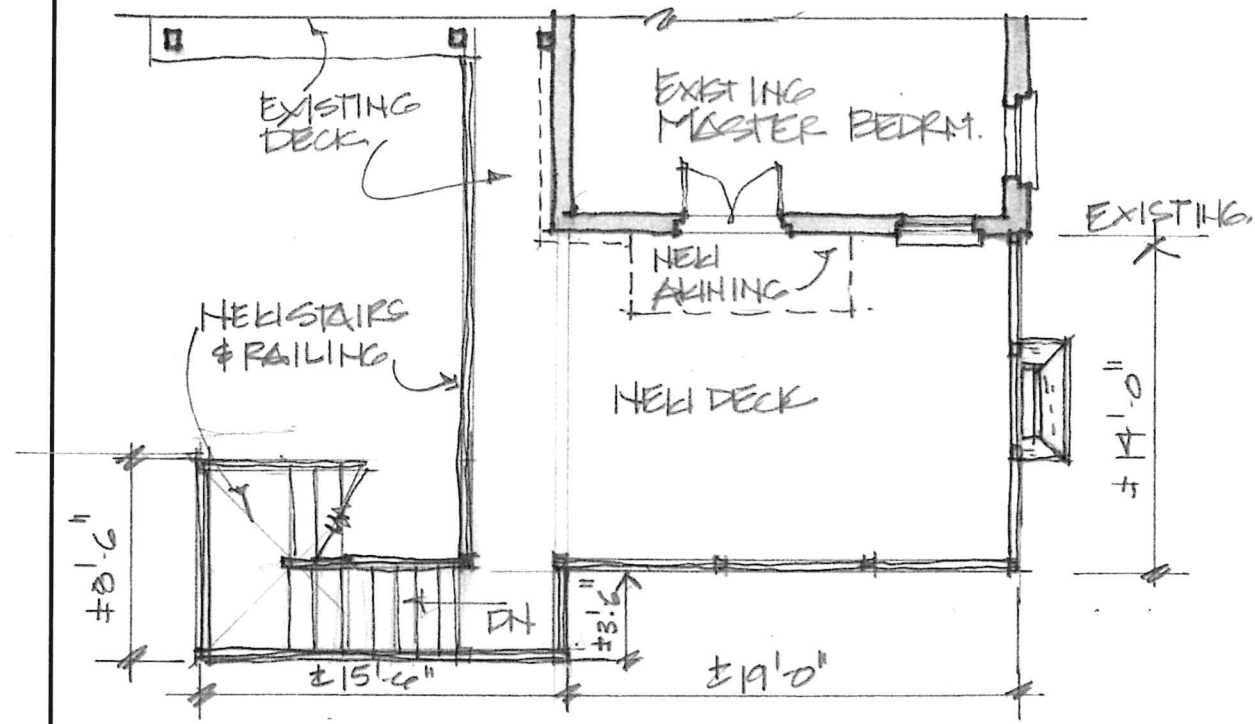 EXISTING
DECK
EXISTING
MASTER BEDRM.
EXISTING
NEW
AWNING
NEW STAIRS
& RAILING
NEW DECK
±14'-0"
±8'-6"
DN
±3'-6"
±15'-6"
±19'-0"